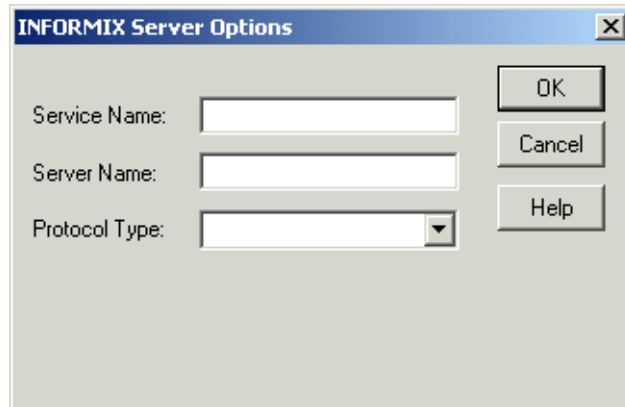 INFORMIX Server Options
Service Name:
OK
Server Name:
Cancel
Protocol Type:
Help